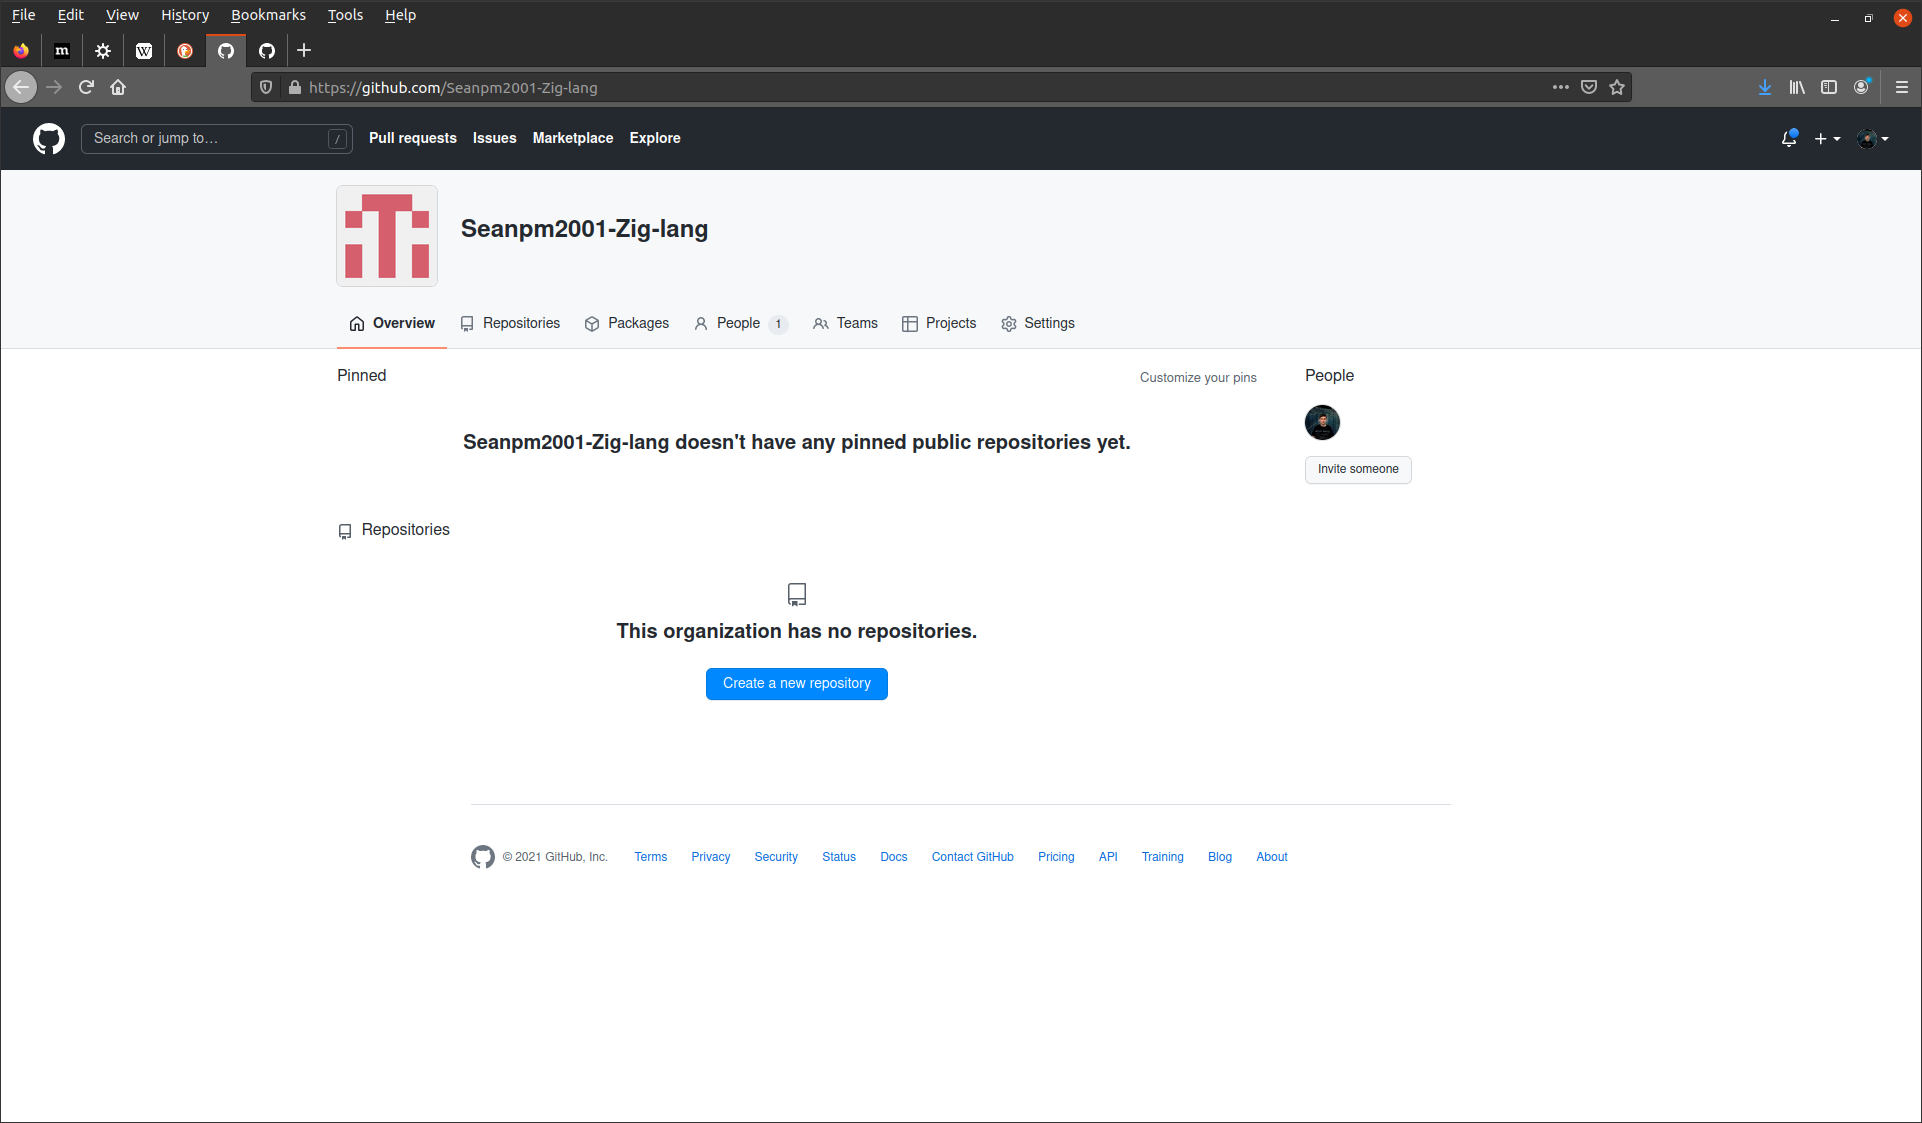 File Edit View History Bookmarks Tools Help
m W
https://github.com/Seanpm2001-Zig-lang
Search or jump to… / Pull requests Issues Marketplace Explore
Seanpm2001-Zig-lang
Overview Repositories Packages People 1 Teams Projects Settings
Pinned Customize your pins People
Seanpm2001-Zig-lang doesn't have any pinned public repositories yet.
Invite someone
Repositories
This organization has no repositories.
Create a new repository
© 2021 GitHub, Inc. Terms Privacy Security Status Docs Contact GitHub Pricing API Training Blog About